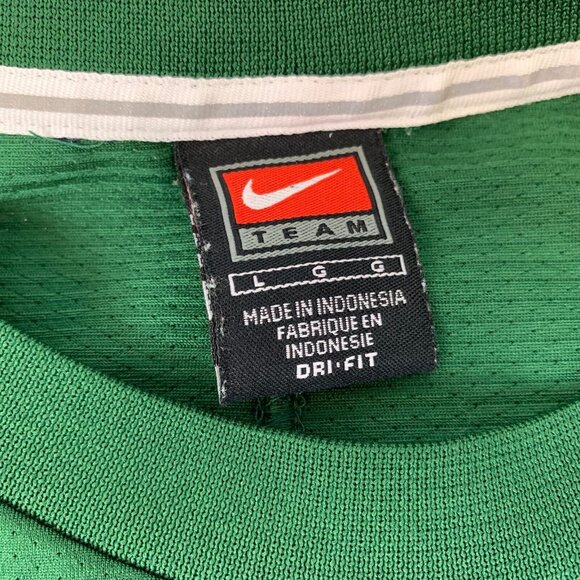 TEAM
L G G
MADE IN INDONESIA
FABRIQUE EN
INDONESIE
DRI·FIT